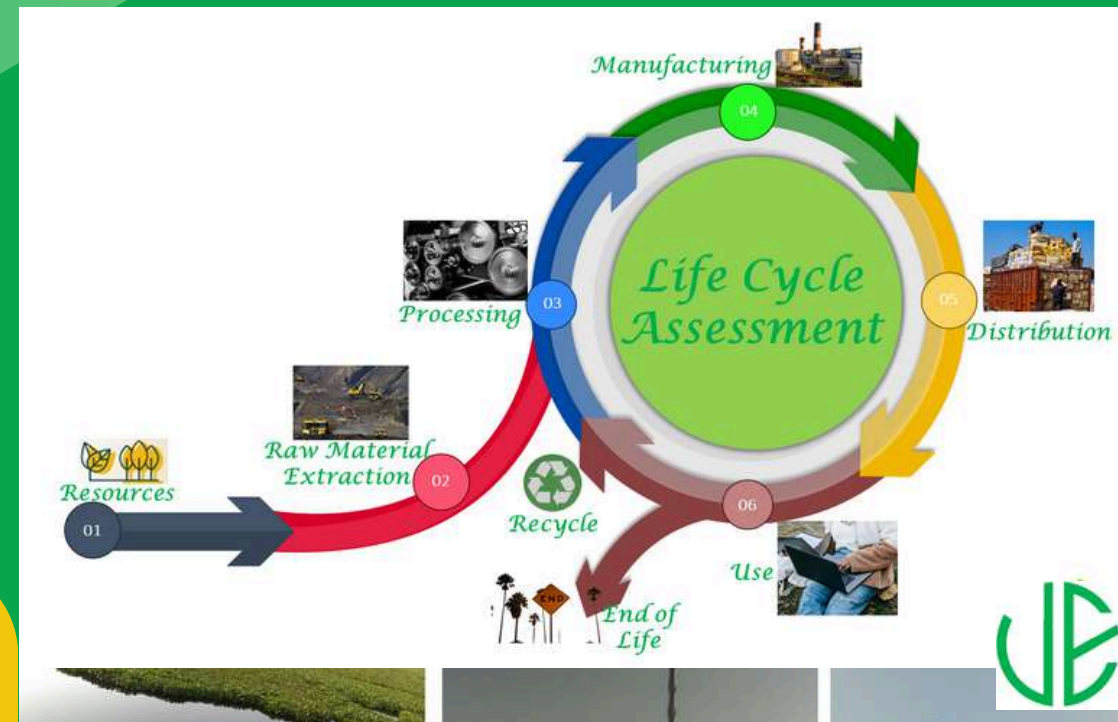 Manufacturing
04
Life Cycle
Assessment
Processing
03
05
Distribution
Raw Material
Extraction
02
Resources
01
Recycle
06
Use
END
End of
Life